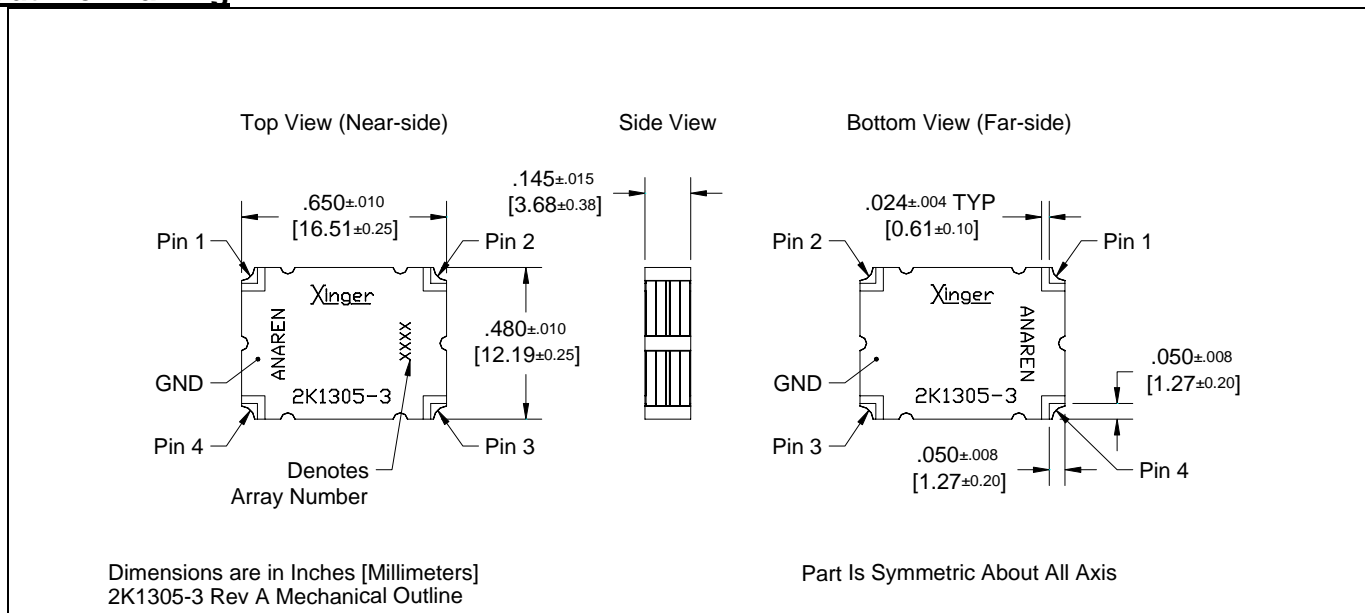 Top View (Near-side)
Side View
Bottom View (Far-side)
.650±.010
[16.51±0.25]
.145±.015
[3.68±0.38]
.024±.004 TYP
[0.61±0.10]
Pin 1
Pin 2
Pin 2
Pin 1
Xinger
ANAREN
XXXX
2K1305-3
GND
.480±.010
[12.19±0.25]
Xinger
ANAREN
2K1305-3
GND
.050±.008
[1.27±0.20]
Pin 4
Pin 3
Denotes
Array Number
Pin 3
.050±.008
[1.27±0.20]
Pin 4
Dimensions are in Inches [Millimeters]
2K1305-3 Rev A Mechanical Outline
Part Is Symmetric About All Axis